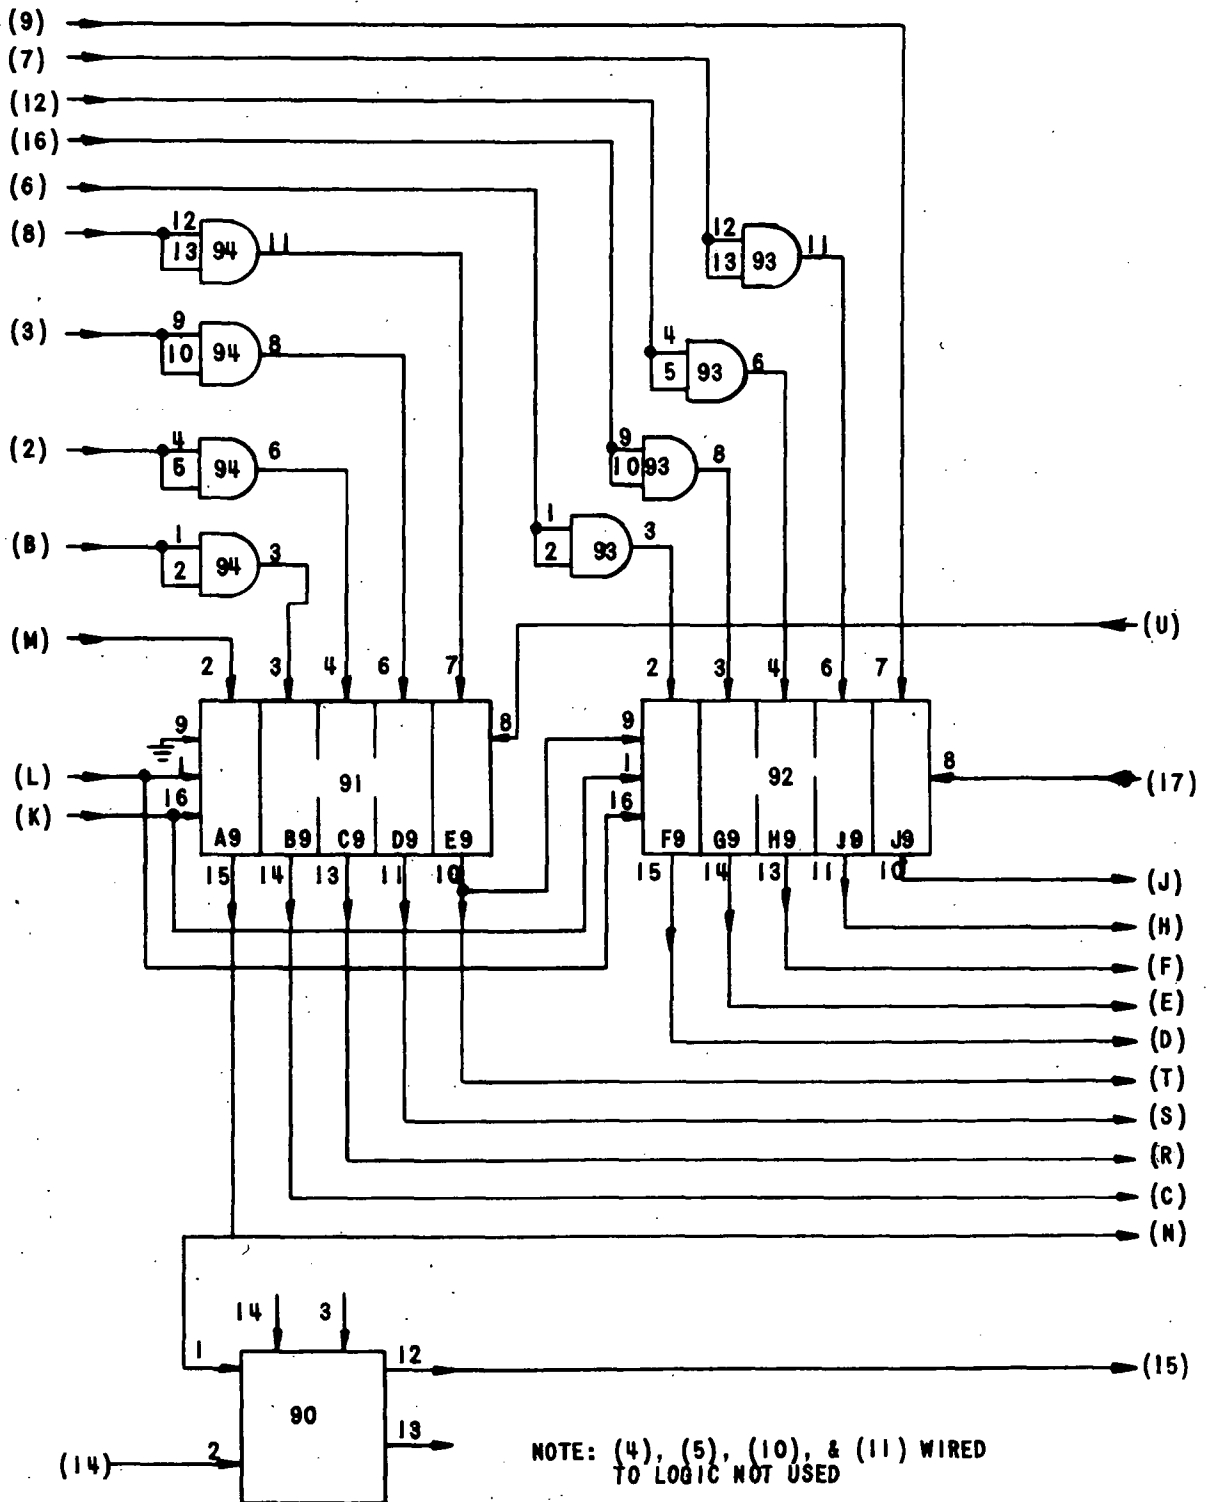 (9)
(7)
(12)
(16)
(6)
(8) 12 13 94 11
12 13 93 11
(3) 9 10 94 8
4 5 93 6
(2) 4 5 94 6
9 10 93 8
(B) 1 2 94 3
1 2 93 3
(M) (U)
2 3 4 6 7 2 3 4 6 7
9 8 9
(L) 1 91 1 92 8 (17)
(K) 16 16
A9 B9 C9 D9 E9 F9 G9 H9 J9 J9
15 14 13 11 10 15 14 13 11 10
(J)
(H)
(F)
(E)
(D)
(T)
(S)
(R)
(C)
(N)
14 3
1 12 (15)
90
13
(14) 2
NOTE: (4), (5), (10), & (11) WIRED
TO LOGIC NOT USED